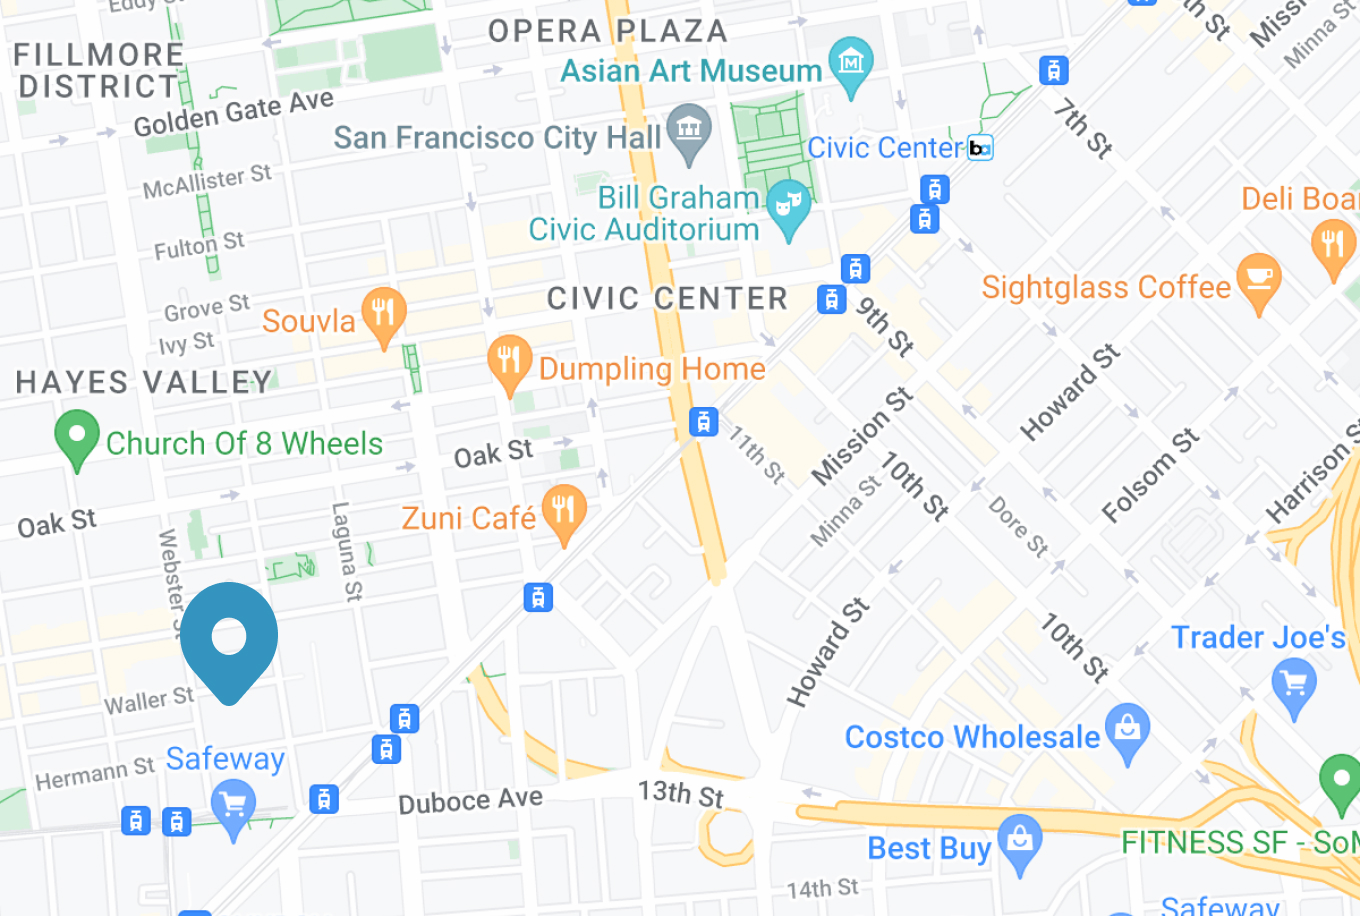 Eddy St
OPERA PLAZA
7th St
Mission
Minna St
FILLMORE
DISTRICT
Asian Art Museum
Golden Gate Ave
San Francisco City Hall
7th St
Civic Center
ba
McAllister St
Bill Graham
Civic Auditorium
Deli Boar
Fulton St
Sightglass Coffee
Grove St
CIVIC CENTER
Souvla
9th St
Ivy St
Dumpling Home
HAYES VALLEY
Howard St
Church Of 8 Wheels
Oak St
11th St
Mission St
10th St
Folsom St
Harrison St
Oak St
Zuni Café
Minna St
Dore St
Webster St
Laguna St
Howard St
10th St
Trader Joe's
Waller St
Costco Wholesale
Hermann St
Safeway
Duboce Ave
13th St
Best Buy
FITNESS SF - SoM
14th St
Safeway